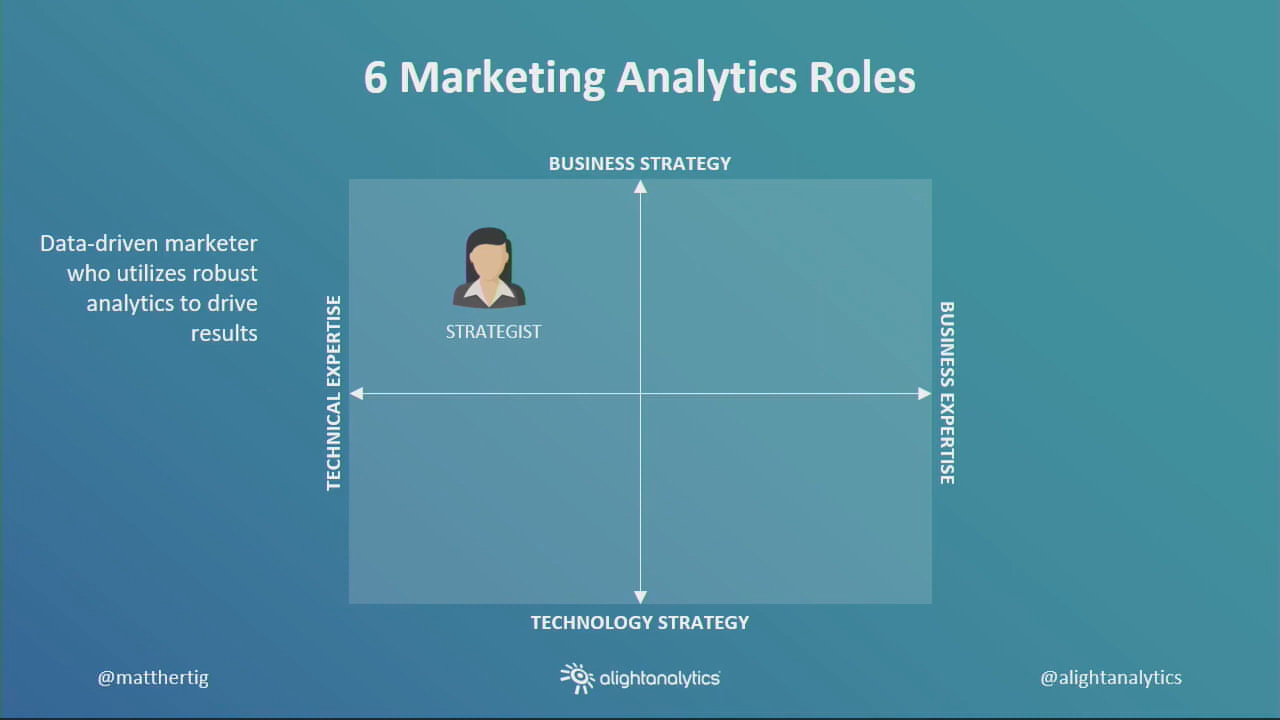 6 Marketing Analytics Roles
BUSINESS STRATEGY
Data-driven marketer
who utilizes robust
analytics to drive
results
STRATEGIST
TECHNICAL EXPERTISE
BUSINESS EXPERTISE
TECHNOLOGY STRATEGY
@matthertig
alightanalytics
@alightanalytics